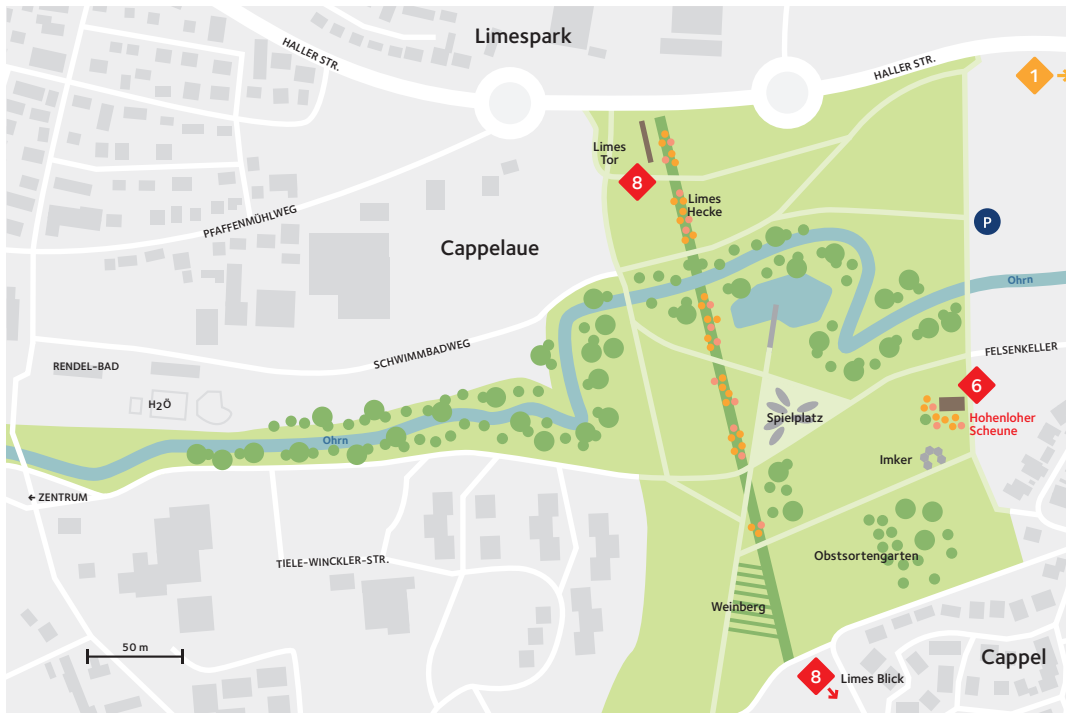 Limespark
HALLER STR.
HALLER STR.
1
Limes
Tor
8
Limes
Hecke
PFAFFENMÜHLWEG
P
Cappelaue
Ohrn
SCHWIMMBADWEG
FELSENKELLER
RENDEL-BAD
6
H2Ö
Spielplatz
Hohenloher
Scheune
Ohrn
Imker
← ZENTRUM
TIELE-WINCKLER-STR.
Obstsortengarten
Weinberg
50 m
Cappel
8
Limes Blick